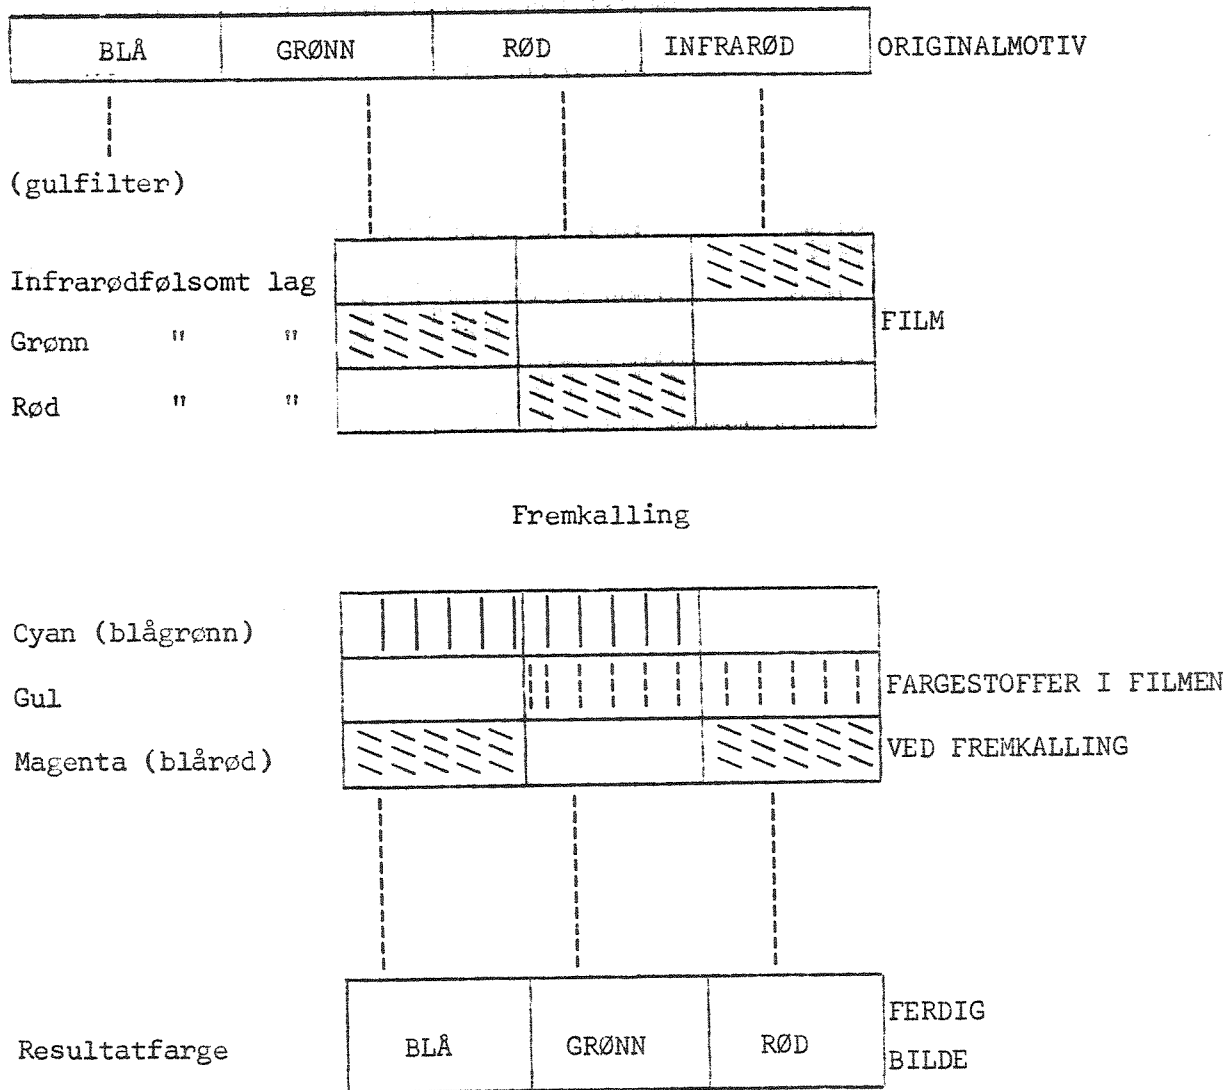 BLÅ GRØNN RØD INFRARØD ORIGINALMOTIV
(gulfilter)
Infrarødfølsomt lag
Grønn " "
FILM
Rød " "
Fremkalling
Cyan (blågrønn)
Gul
FARGESTOFFER I FILMEN
Magenta (blårød)
VED FREMKALLING
Resultatfarge
BLÅ GRØNN RØD
FERDIG
BILDE